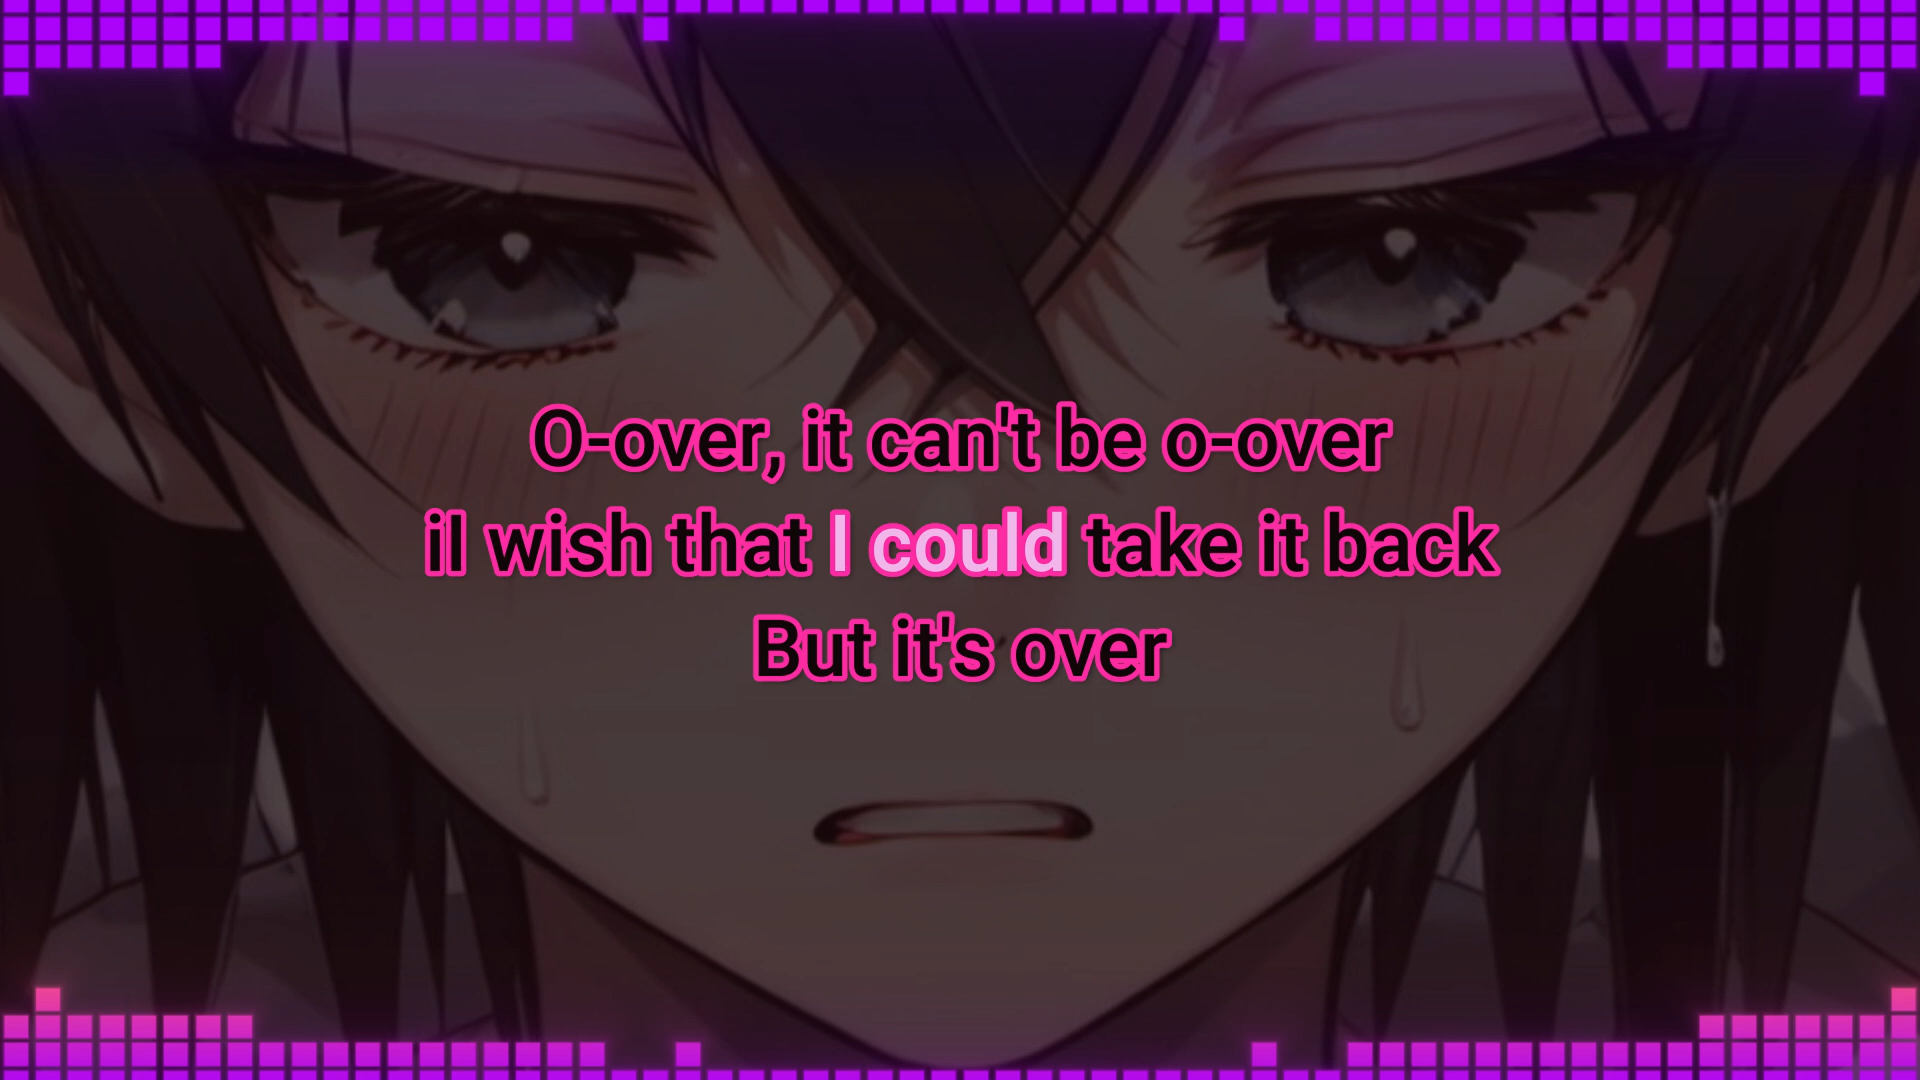 O-over, it can't be o-over
iI wish that I could take it back
But it's over